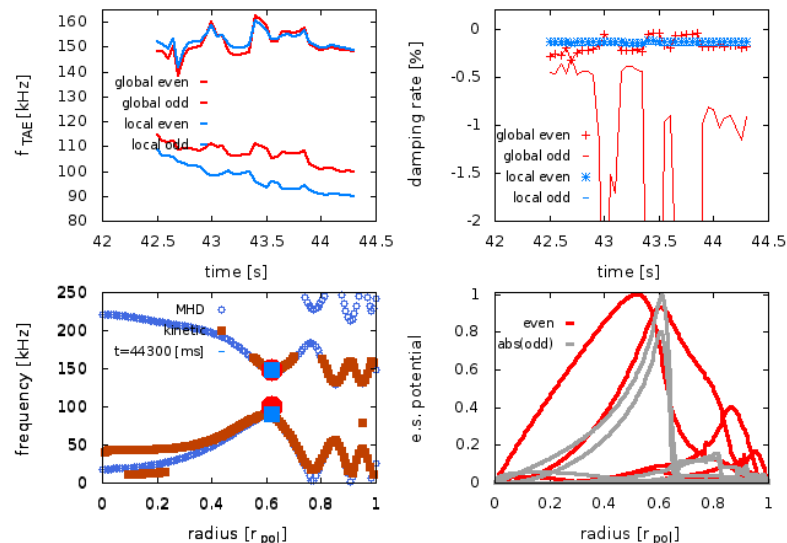 160
150
140
130
120
110
100
90
80
f TAE [kHz]
global even
global odd
local even
local odd
42 42.5 43 43.5 44 44.5
time [s]
0
-0.5
-1
-1.5
-2
damping rate [%]
global even
global odd
local even
local odd
42 42.5 43 43.5 44 44.5
time [s]
250
200
150
100
50
0
frequency [kHz]
MHD
kinetic
t=44300 [ms]
0 0.2 0.4 0.6 0.8 1
radius [r pol]
1
0.8
0.6
0.4
0.2
0
e.s. potential
even
abs(odd)
0 0.2 0.4 0.6 0.8 1
radius [r pol]